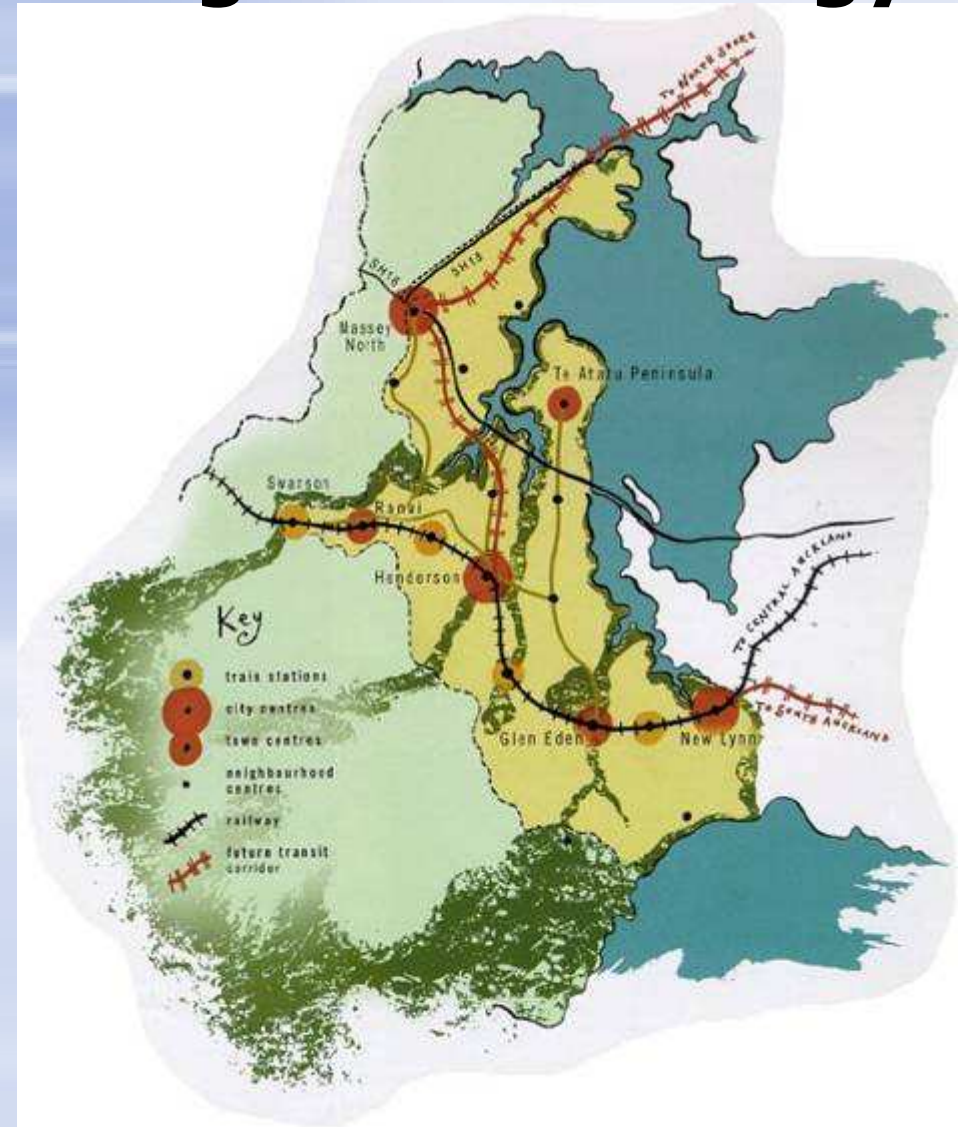 TO NORTH SHORE
SH16
SH18
Massey
North
Te Atatu Peninsula
Swanson
Ranui
Henderson
TO CENTRAL AUCKLAND
Glen Eden
New Lynn
TO SOUTH AUCKLAND
Key
train stations
city centres
town centres
neighbourhood
centres
railway
future transit
corridor